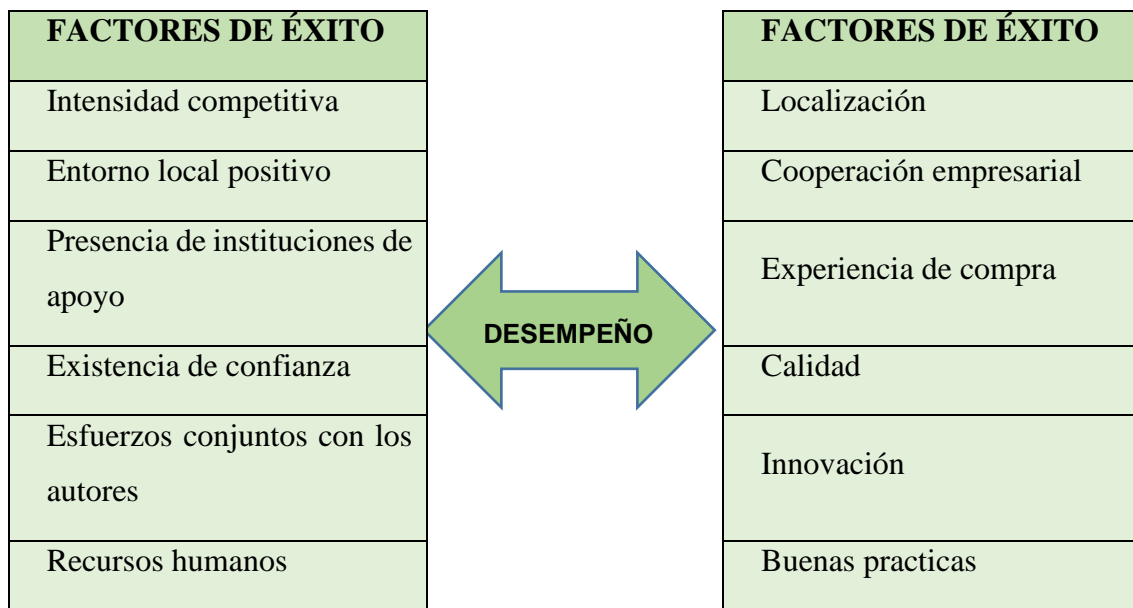 FACTORES DE ÉXITO
Intensidad competitiva
Entorno local positivo
Presencia de instituciones de
apoyo
Existencia de confianza
Esfuerzos conjuntos con los
autores
Recursos humanos
DESEMPEÑO
FACTORES DE ÉXITO
Localización
Cooperación empresarial
Experiencia de compra
Calidad
Innovación
Buenas practicas